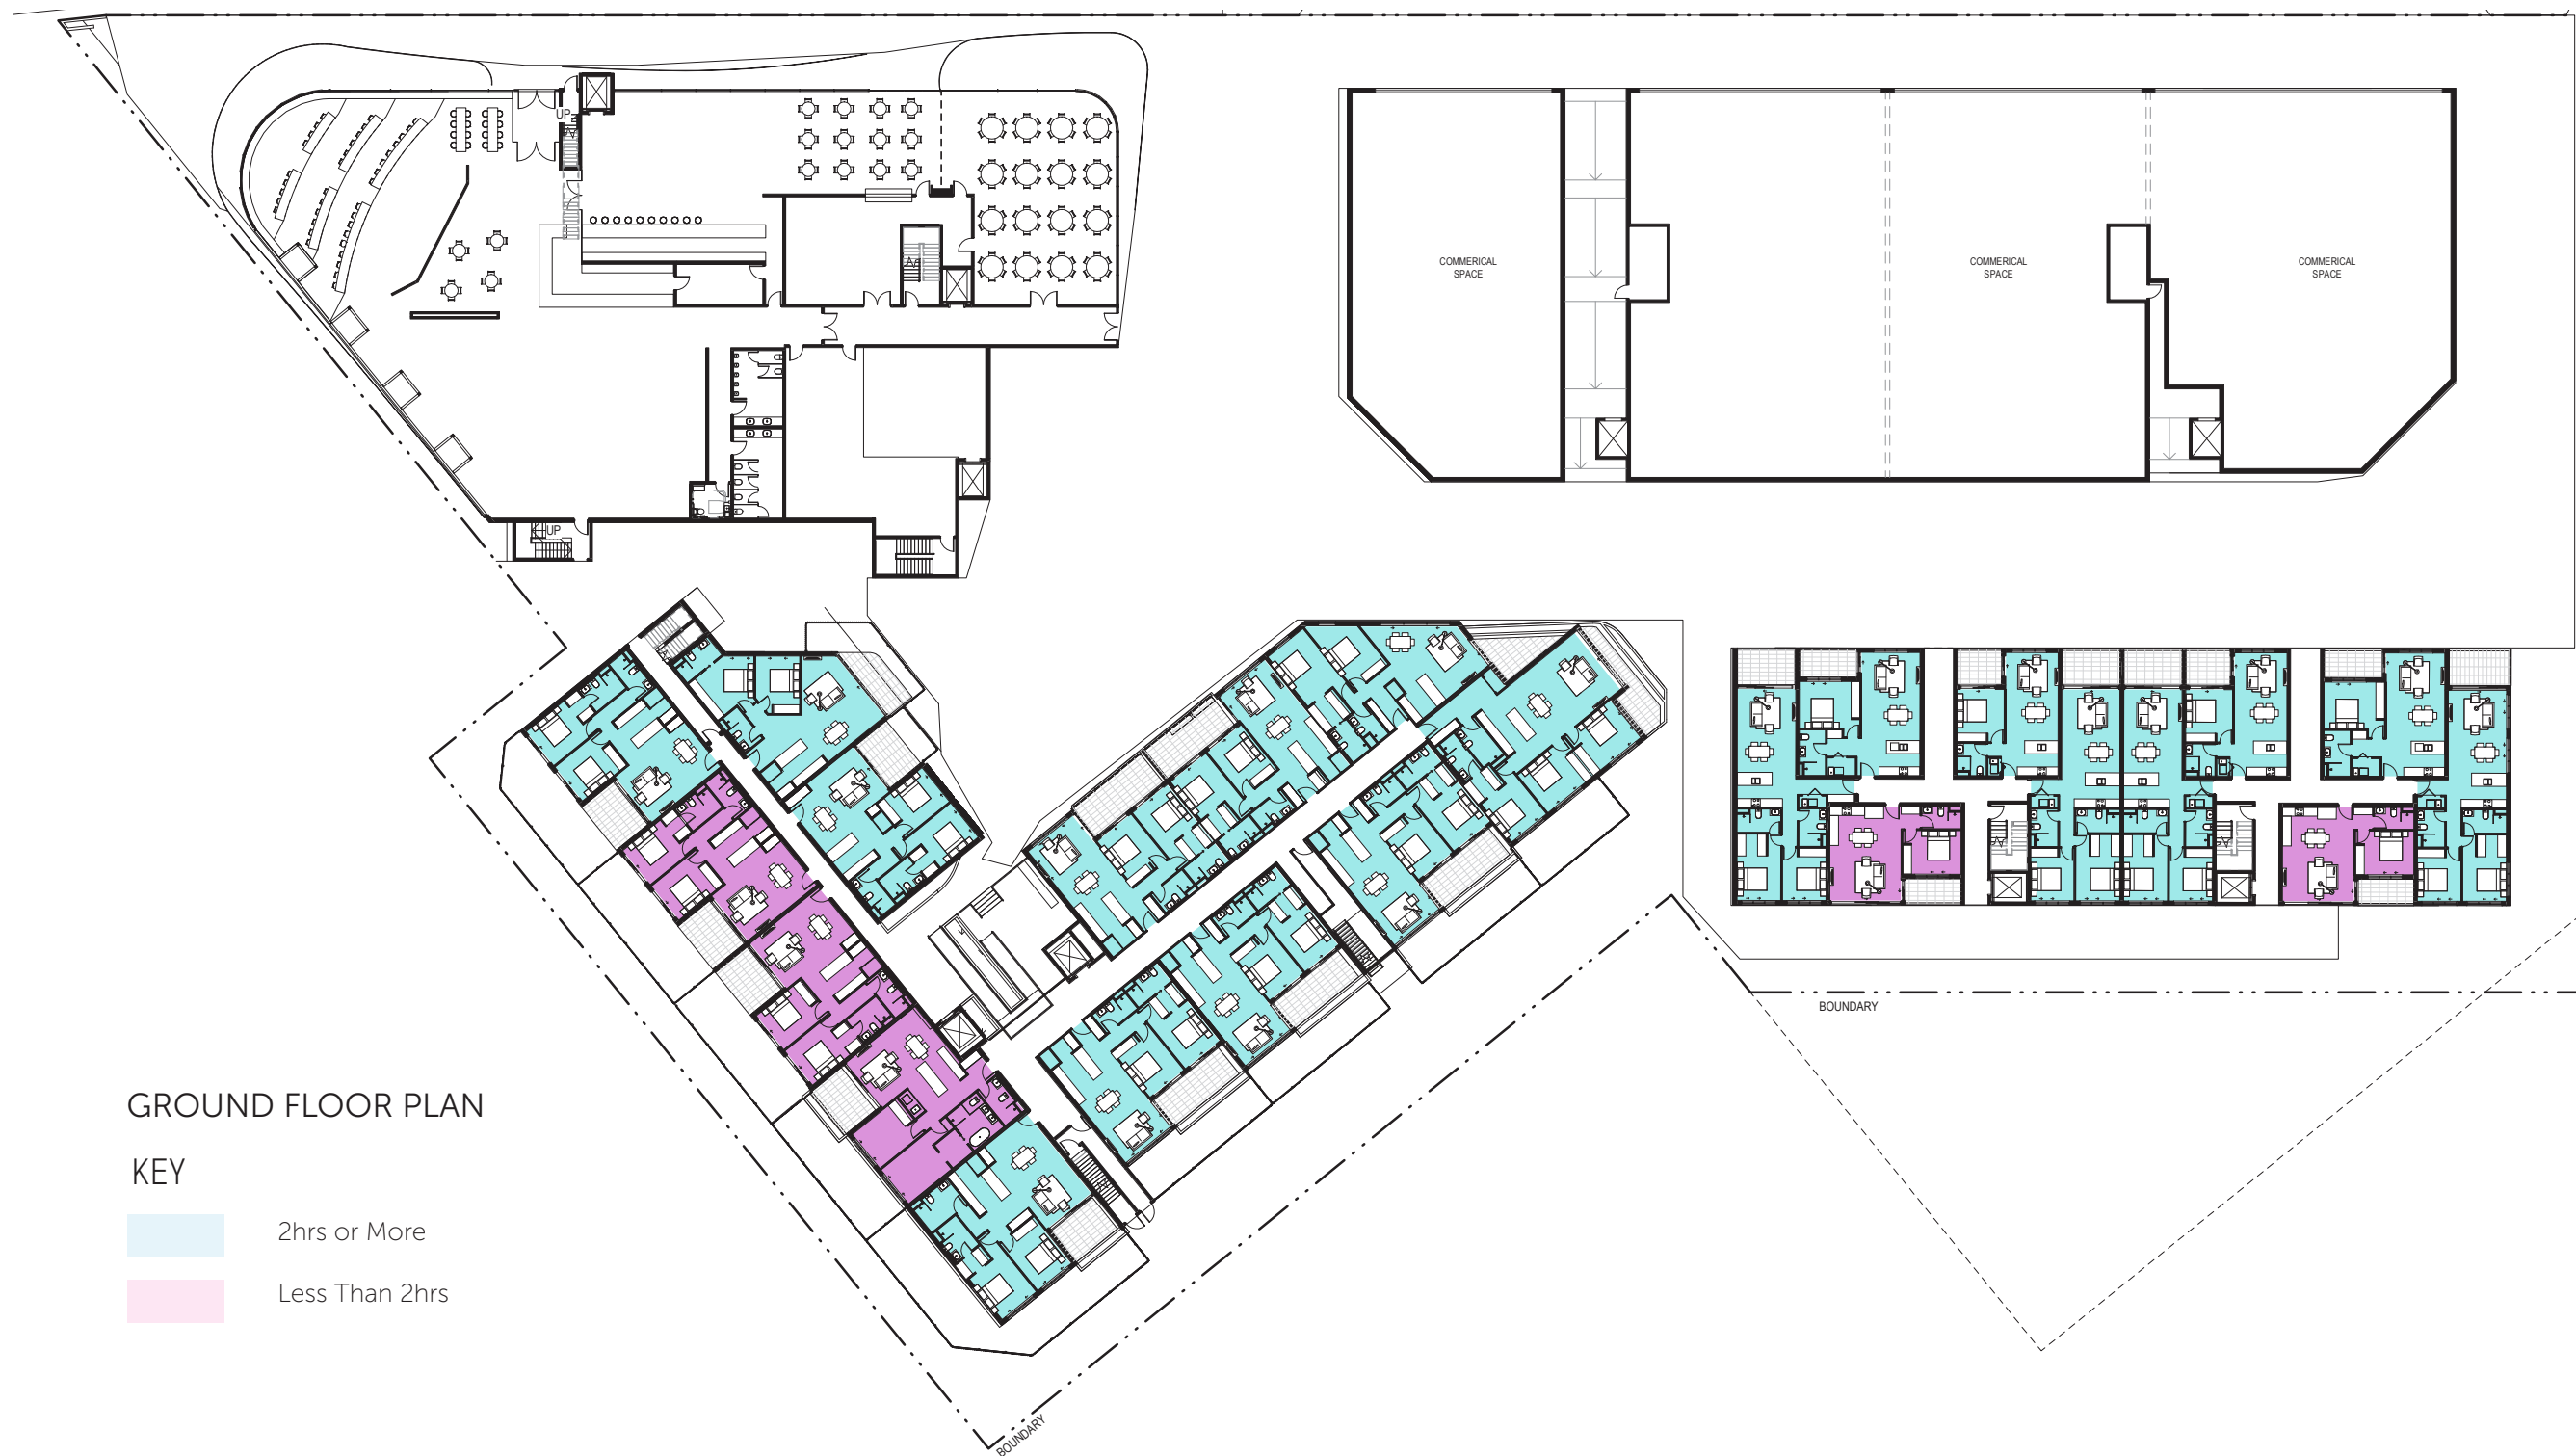 UP
COMMERICAL
SPACE
COMMERICAL
SPACE
COMMERICAL
SPACE
UP
BOUNDARY
GROUND FLOOR PLAN
KEY
2hrs or More
Less Than 2hrs
BOUNDARY